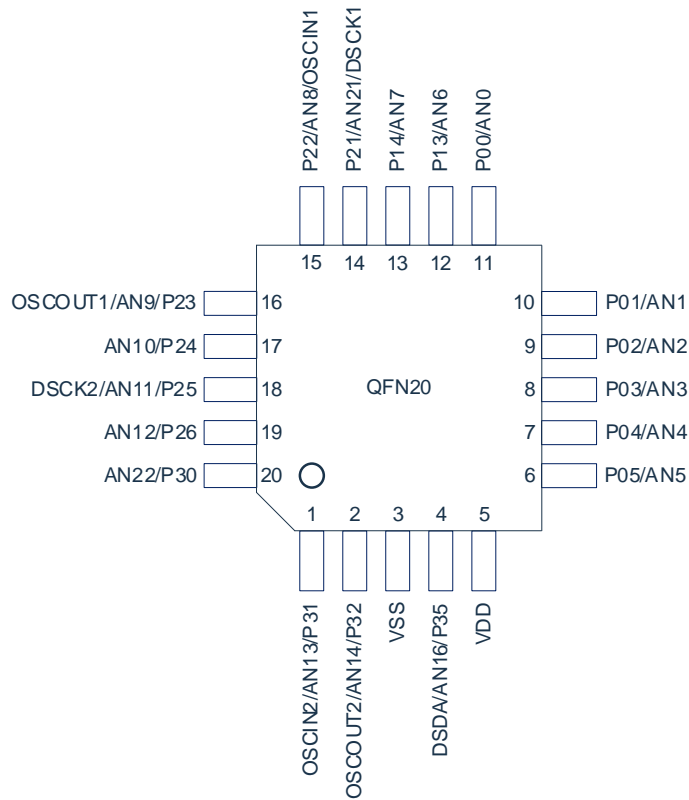 P22/AN8/OSCIN1
P21/AN21/DSCK1
P14/AN7
P13/AN6
P00/AN0
15
14
13
12
11
OSCOUT1/AN9/P23
16
10
P01/AN1
AN10/P24
17
9
P02/AN2
DSCK2/AN11/P25
18
QFN20
8
P03/AN3
AN12/P26
19
7
P04/AN4
AN22/P30
20
6
P05/AN5
1
2
3
4
5
OSCIN2/AN13/P31
OSCOUT2/AN14/P32
VSS
DSDA/AN16/P35
VDD